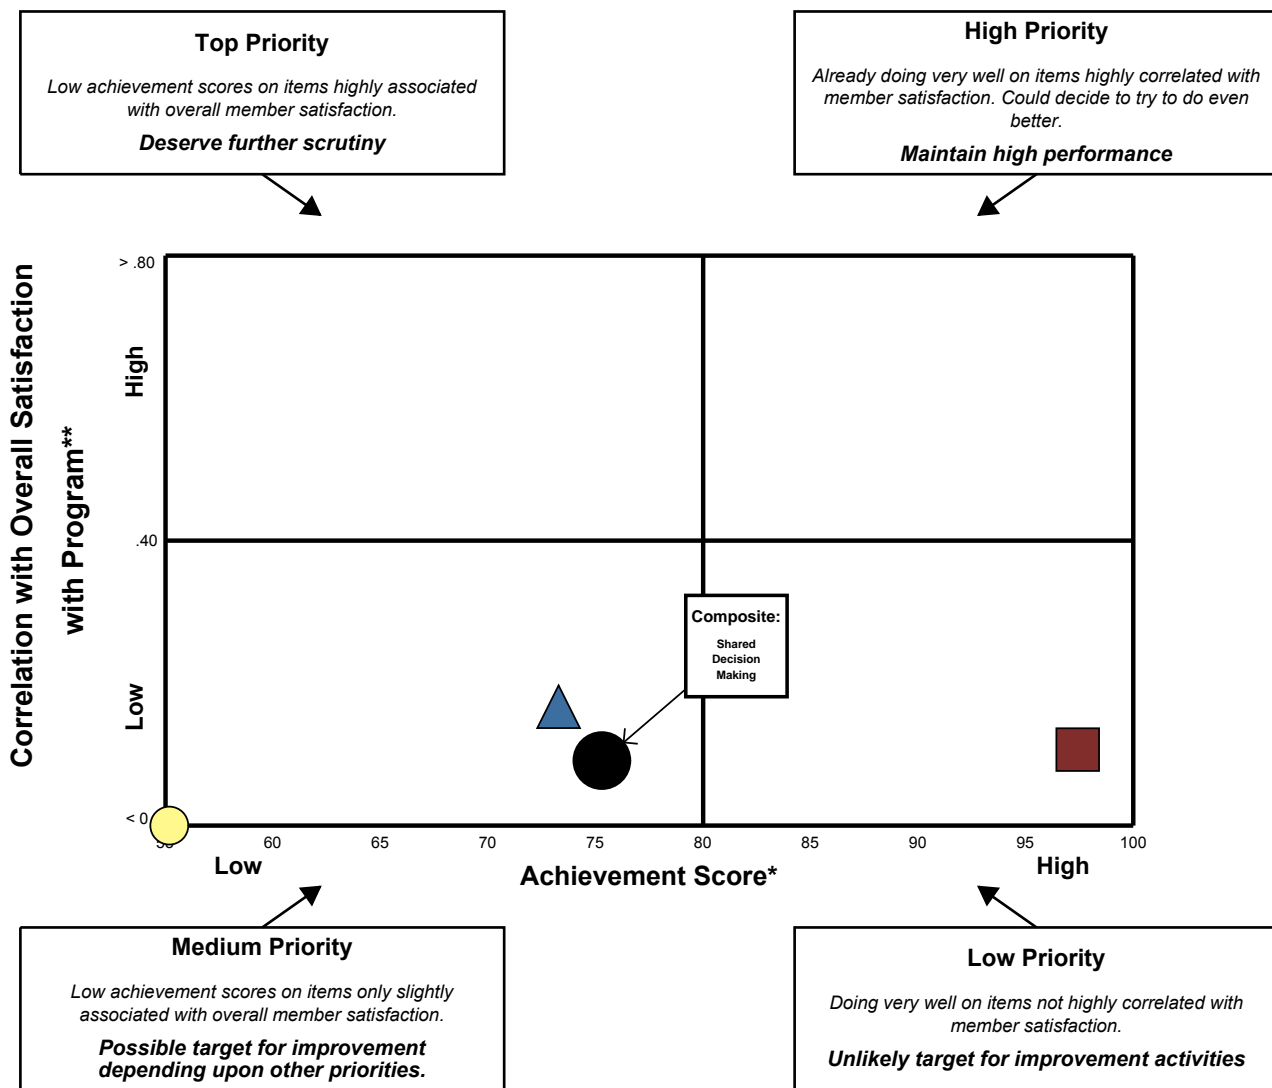 Top Priority
Low achievement scores on items highly associated
with overall member satisfaction.
Deserve further scrutiny
High Priority
Already doing very well on items highly correlated with
member satisfaction. Could decide to try to do even
better.
Maintain high performance
Correlation with Overall Satisfaction
with Program**
> .80
High
.40
Low
< 0
Composite:
Shared
Decision
Making
60
65
70
75
80
85
90
95
100
Low
Achievement Score*
High
Medium Priority
Low achievement scores on items only slightly
associated with overall member satisfaction.
Possible target for improvement
depending upon other priorities.
Low Priority
Doing very well on items not highly correlated with
member satisfaction.
Unlikely target for improvement activities